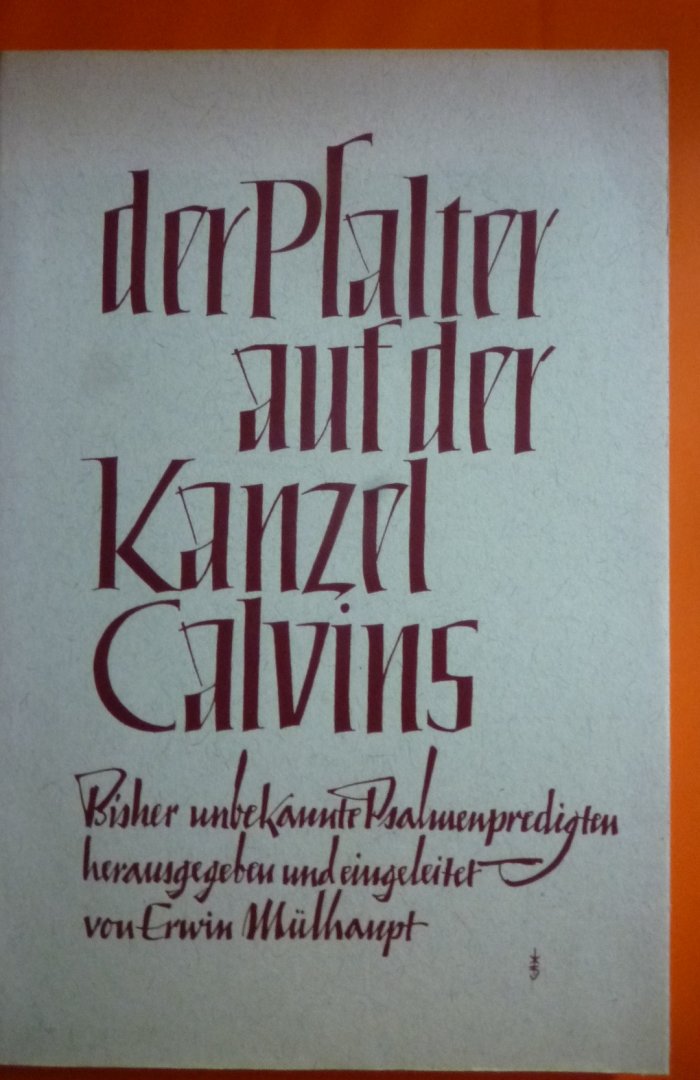 der Pſalter
auf der
Kanzel
Calvins
Bisher unbekannte Psalmenpredigten
herausgegeben und eingeleitet
von Erwin Mülhaupt